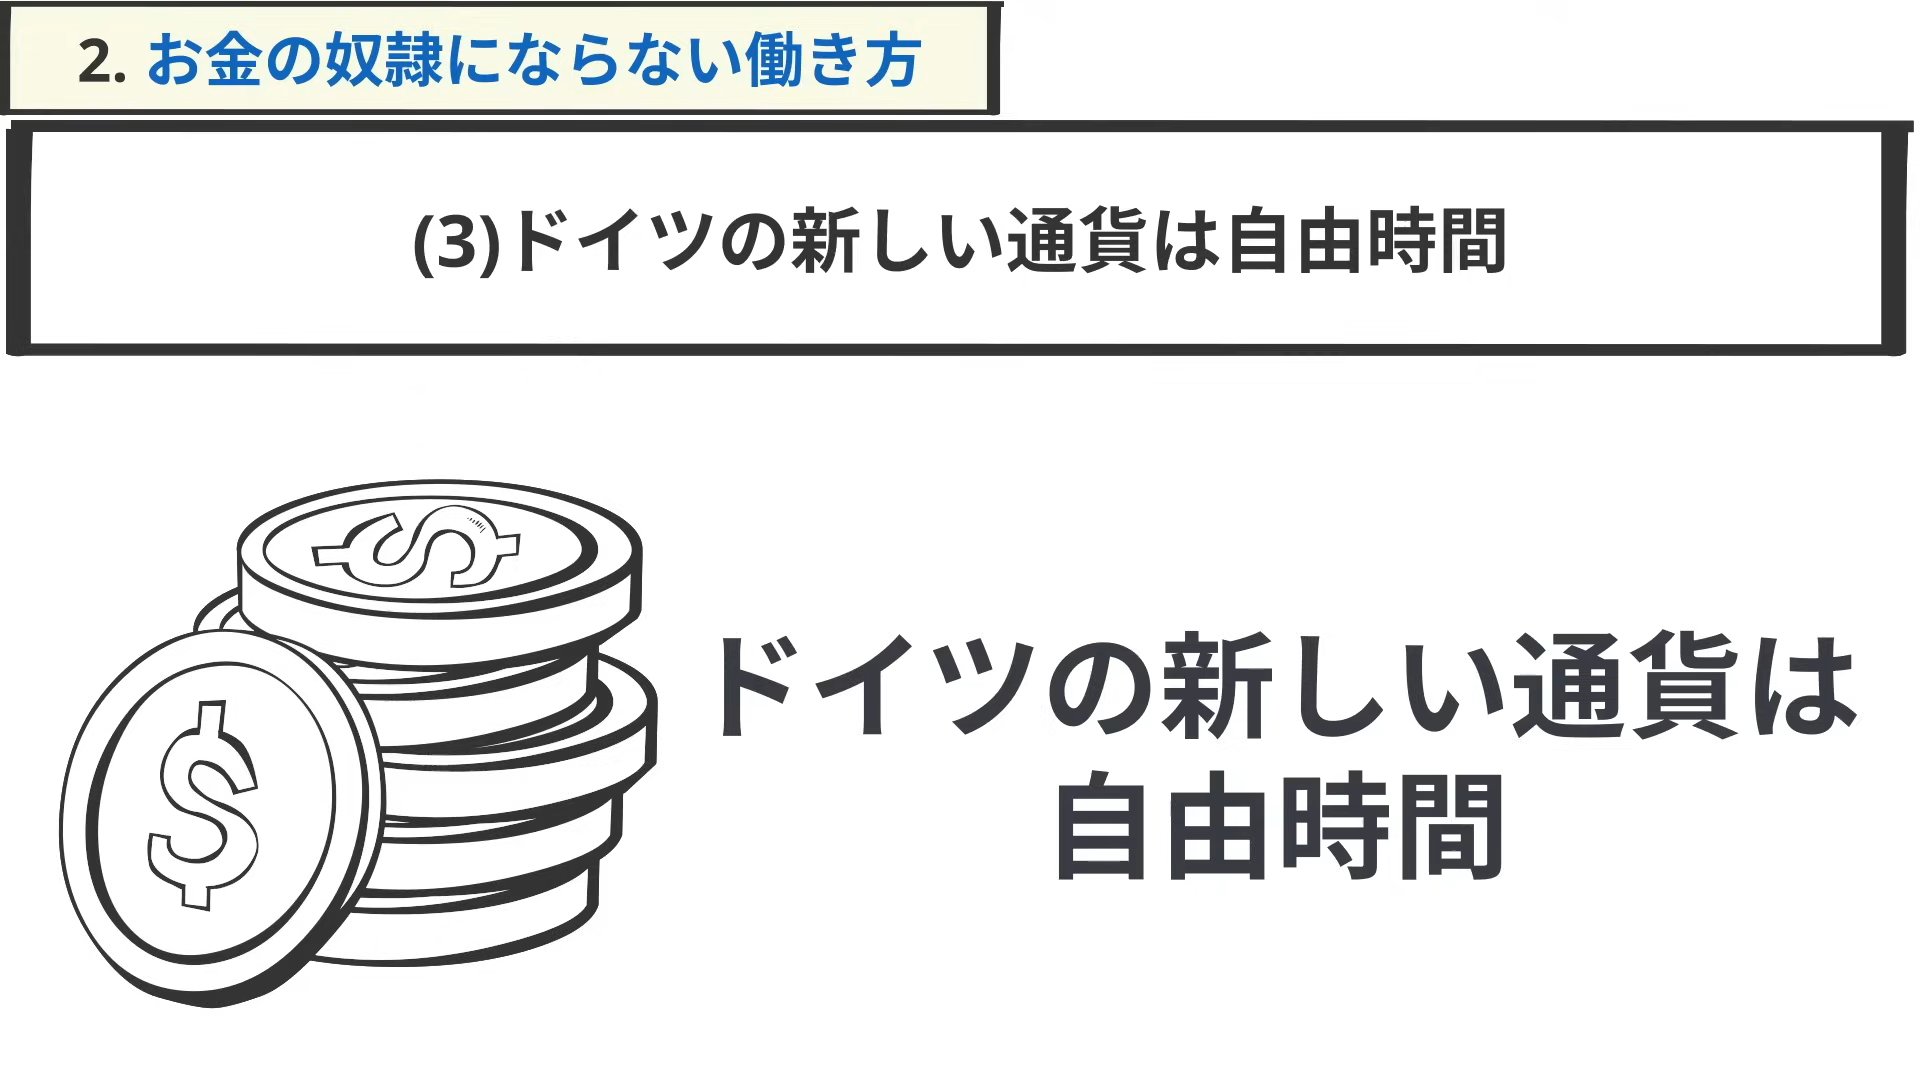 2. お金の奴隷にならない働き方
(3)ドイツの新しい通貨は自由時間
$
$
ドイツの新しい通貨は
自由時間